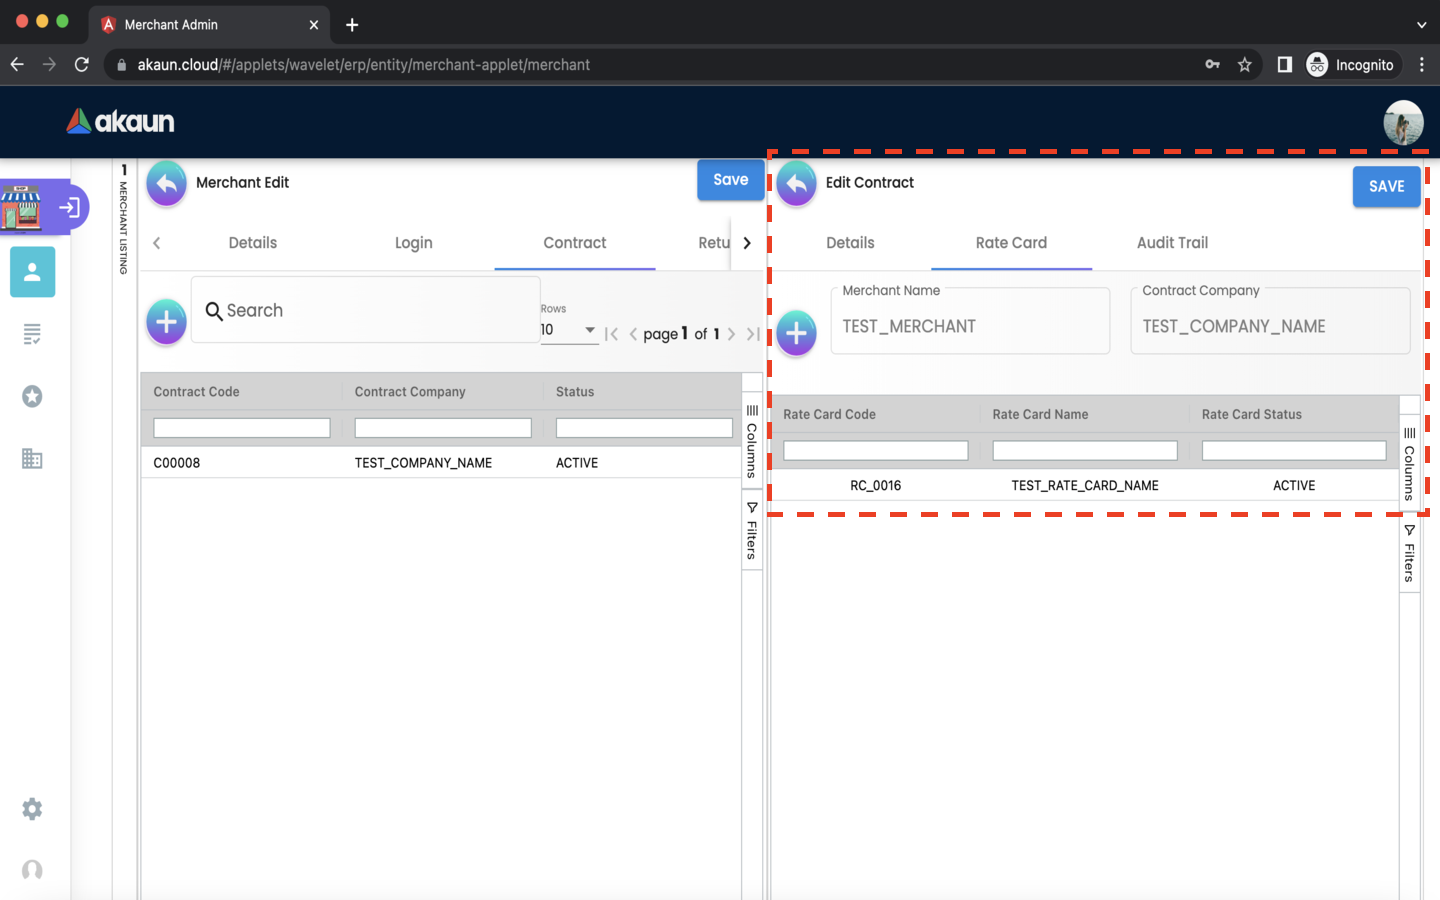 Merchant Admin
akaun.cloud/#/applets/wavelet/erp/entity/merchant-applet/merchant
Incognito
akaun
SHOP
1 MERCHANT LISTING
Merchant Edit
Save
Details Login Contract Retu
Search
Rows
10
page 1 of 1
Contract Code Contract Company Status
C00008 TEST_COMPANY_NAME ACTIVE
Columns
Filters
Edit Contract
SAVE
Details Rate Card Audit Trail
Merchant Name Contract Company
TEST_MERCHANT TEST_COMPANY_NAME
Rate Card Code Rate Card Name Rate Card Status
RC_0016 TEST_RATE_CARD_NAME ACTIVE
Columns
Filters